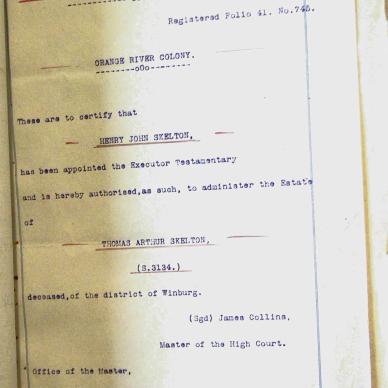 Registered Folio 41. No.745.
ORANGE RIVER COLONY.
--------oOo--------
These are to certify that
HENRY JOHN SKELTON,
has been appointed the Executor Testamentary
and is hereby authorised,as such, to administer the Estate
of
THOMAS ARTHUR SKELTON,
(S.3134.)
deceased,of the district of Winburg.
(Sgd) James Collins,
Master of the High Court.
Office of the Master,